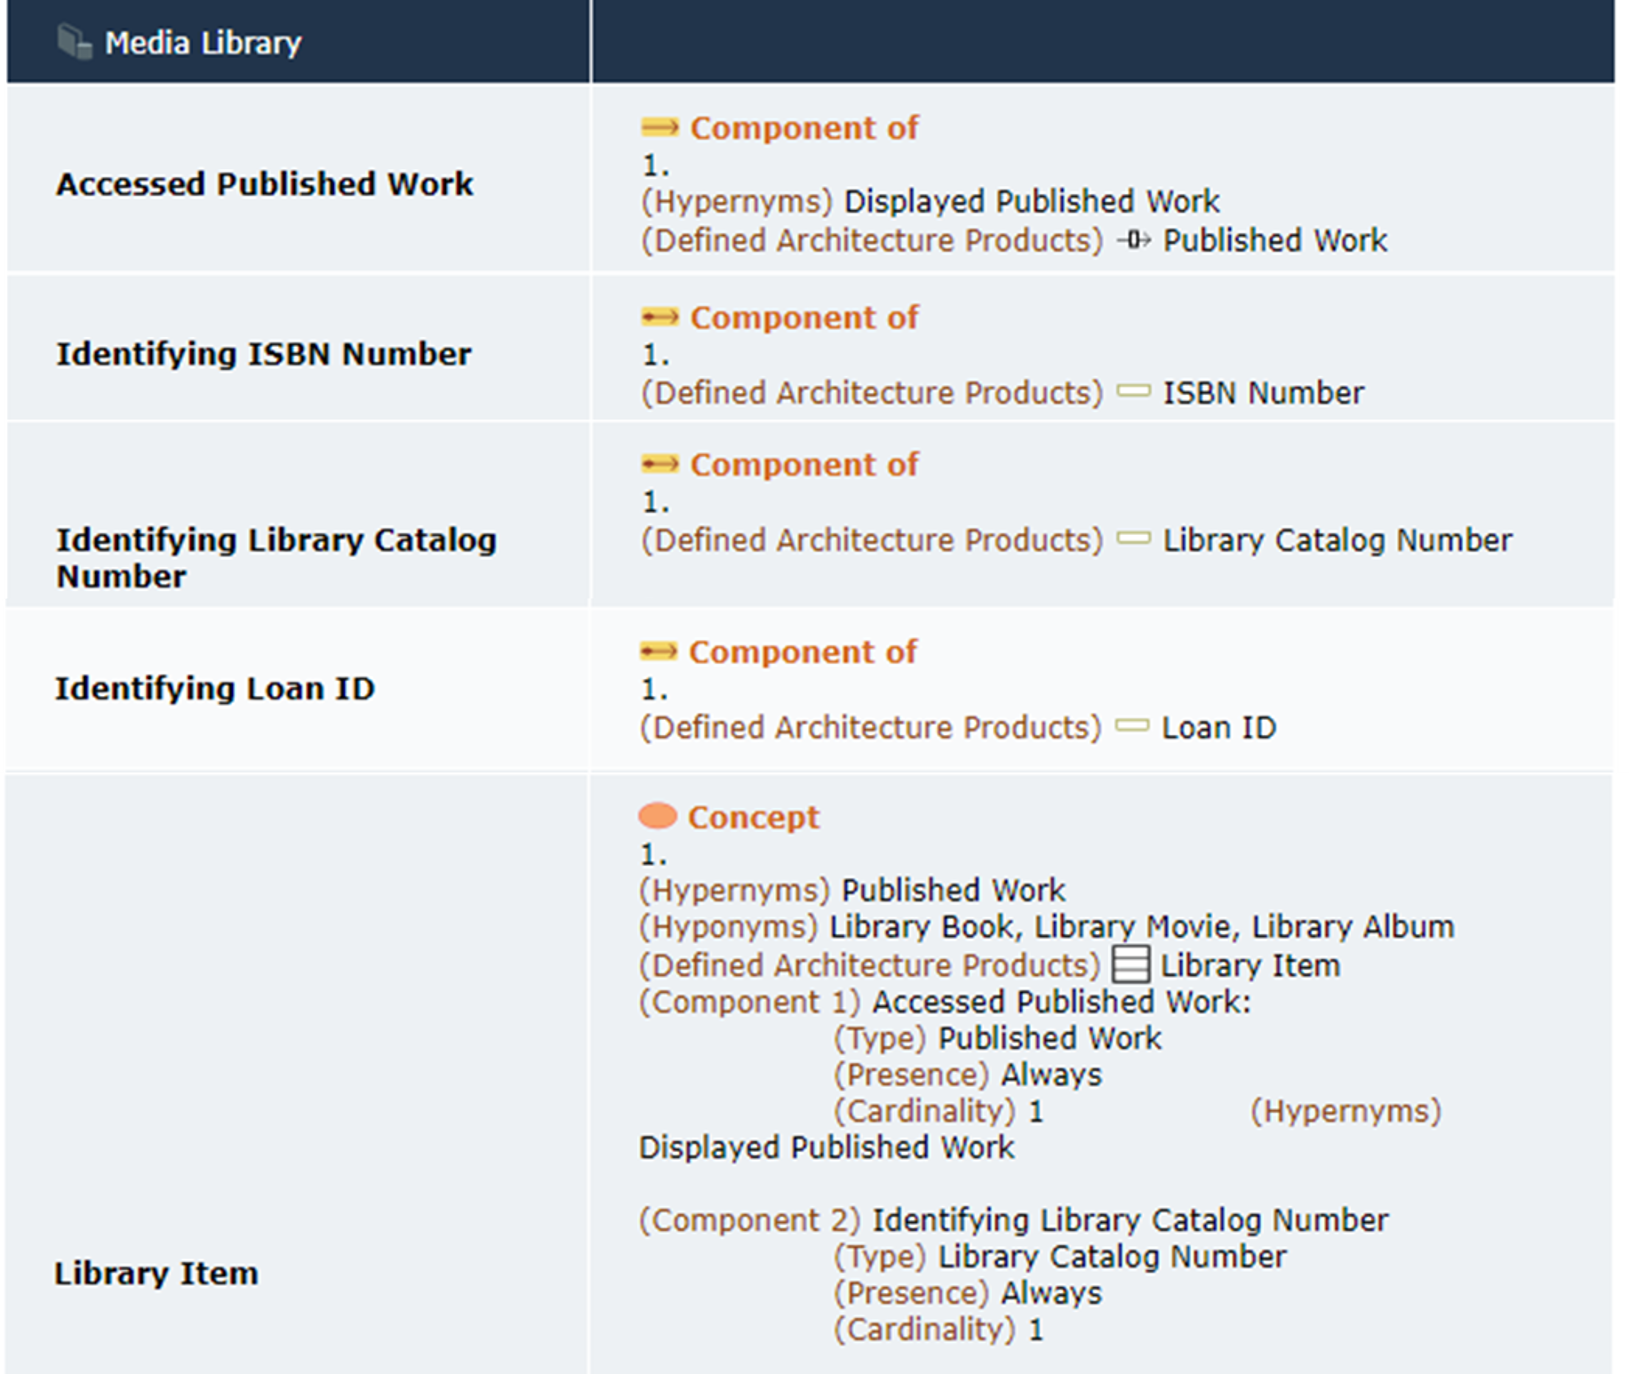 Media Library
Accessed Published Work
Component of
1.
(Hypernyms) Displayed Published Work
(Defined Architecture Products) Published Work
Identifying ISBN Number
Component of
1.
(Defined Architecture Products) ISBN Number
Identifying Library Catalog
Number
Component of
1.
(Defined Architecture Products) Library Catalog Number
Identifying Loan ID
Component of
1.
(Defined Architecture Products) Loan ID
Library Item
Concept
1.
(Hypernyms) Published Work
(Hyponyms) Library Book, Library Movie, Library Album
(Defined Architecture Products) Library Item
(Component 1) Accessed Published Work:
(Type) Published Work
(Presence) Always
(Cardinality) 1 (Hypernyms)
Displayed Published Work
(Component 2) Identifying Library Catalog Number
(Type) Library Catalog Number
(Presence) Always
(Cardinality) 1